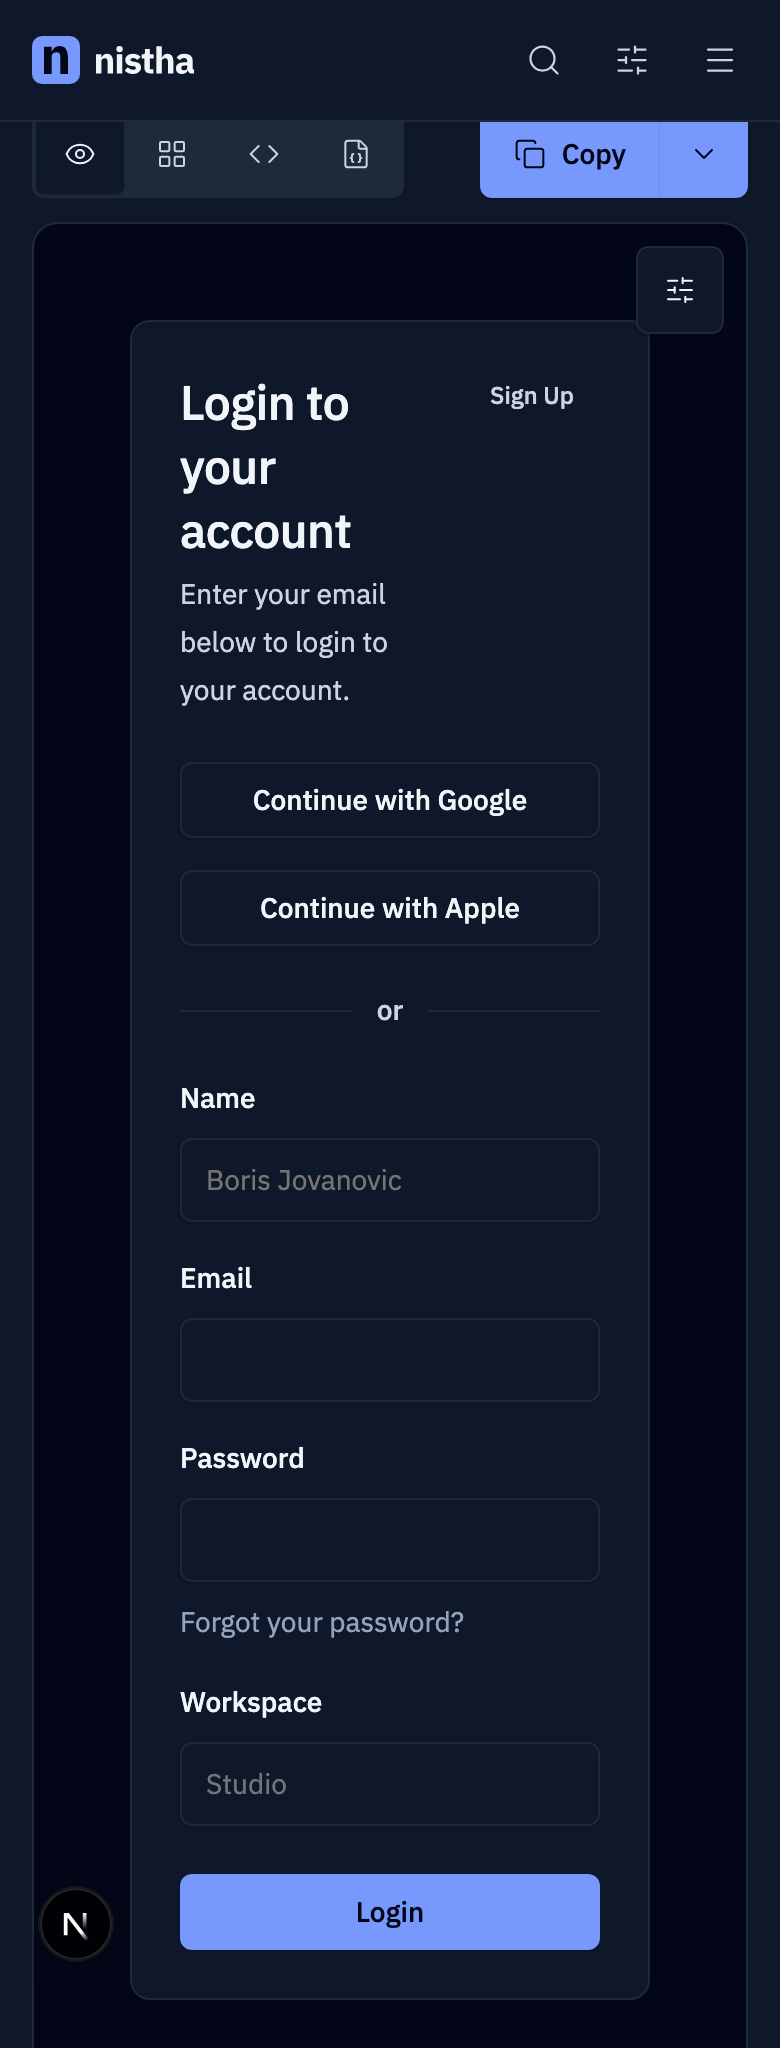 n nistha
Copy
Login to
your
account
Sign Up
Enter your email
below to login to
your account.
Continue with Google
Continue with Apple
or
Name
Boris Jovanovic
Email
Password
Forgot your password?
Workspace
Studio
Login
N